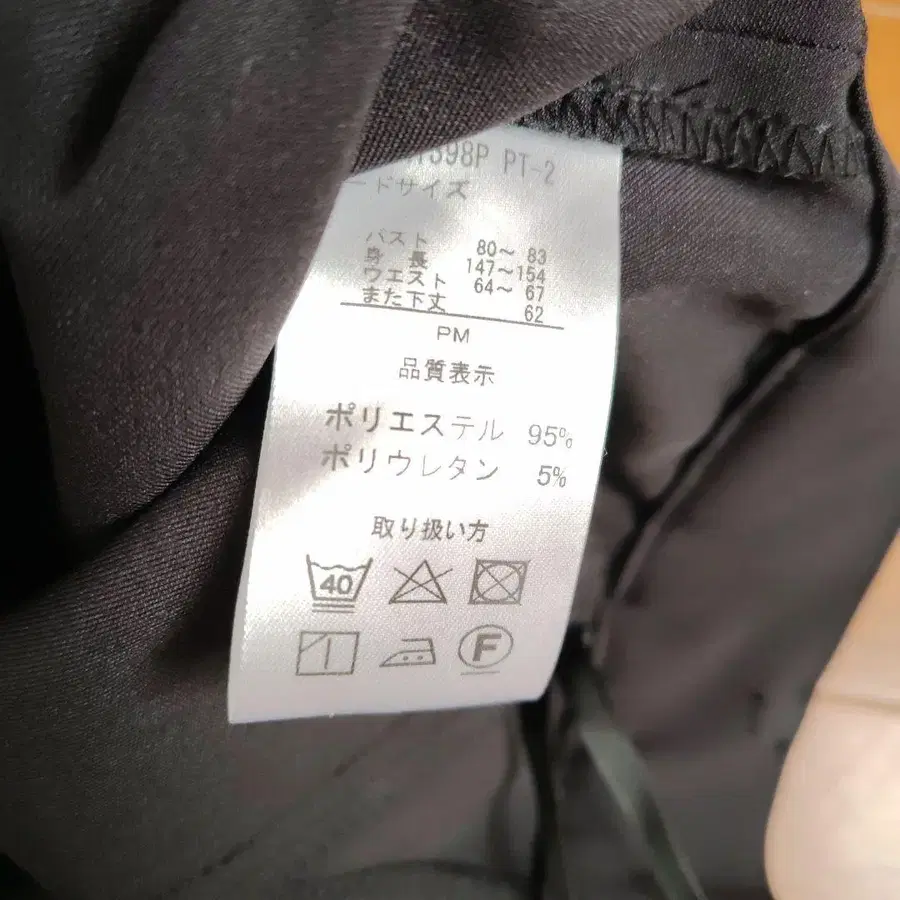 398P PT-2
ードサイズ
バスト 80～ 83
身長 147～154
ウエスト 64～ 67
また下丈 62
PM
品質表示
ポリエステル 95%
ポリウレタン 5%
取り扱い方
40
F